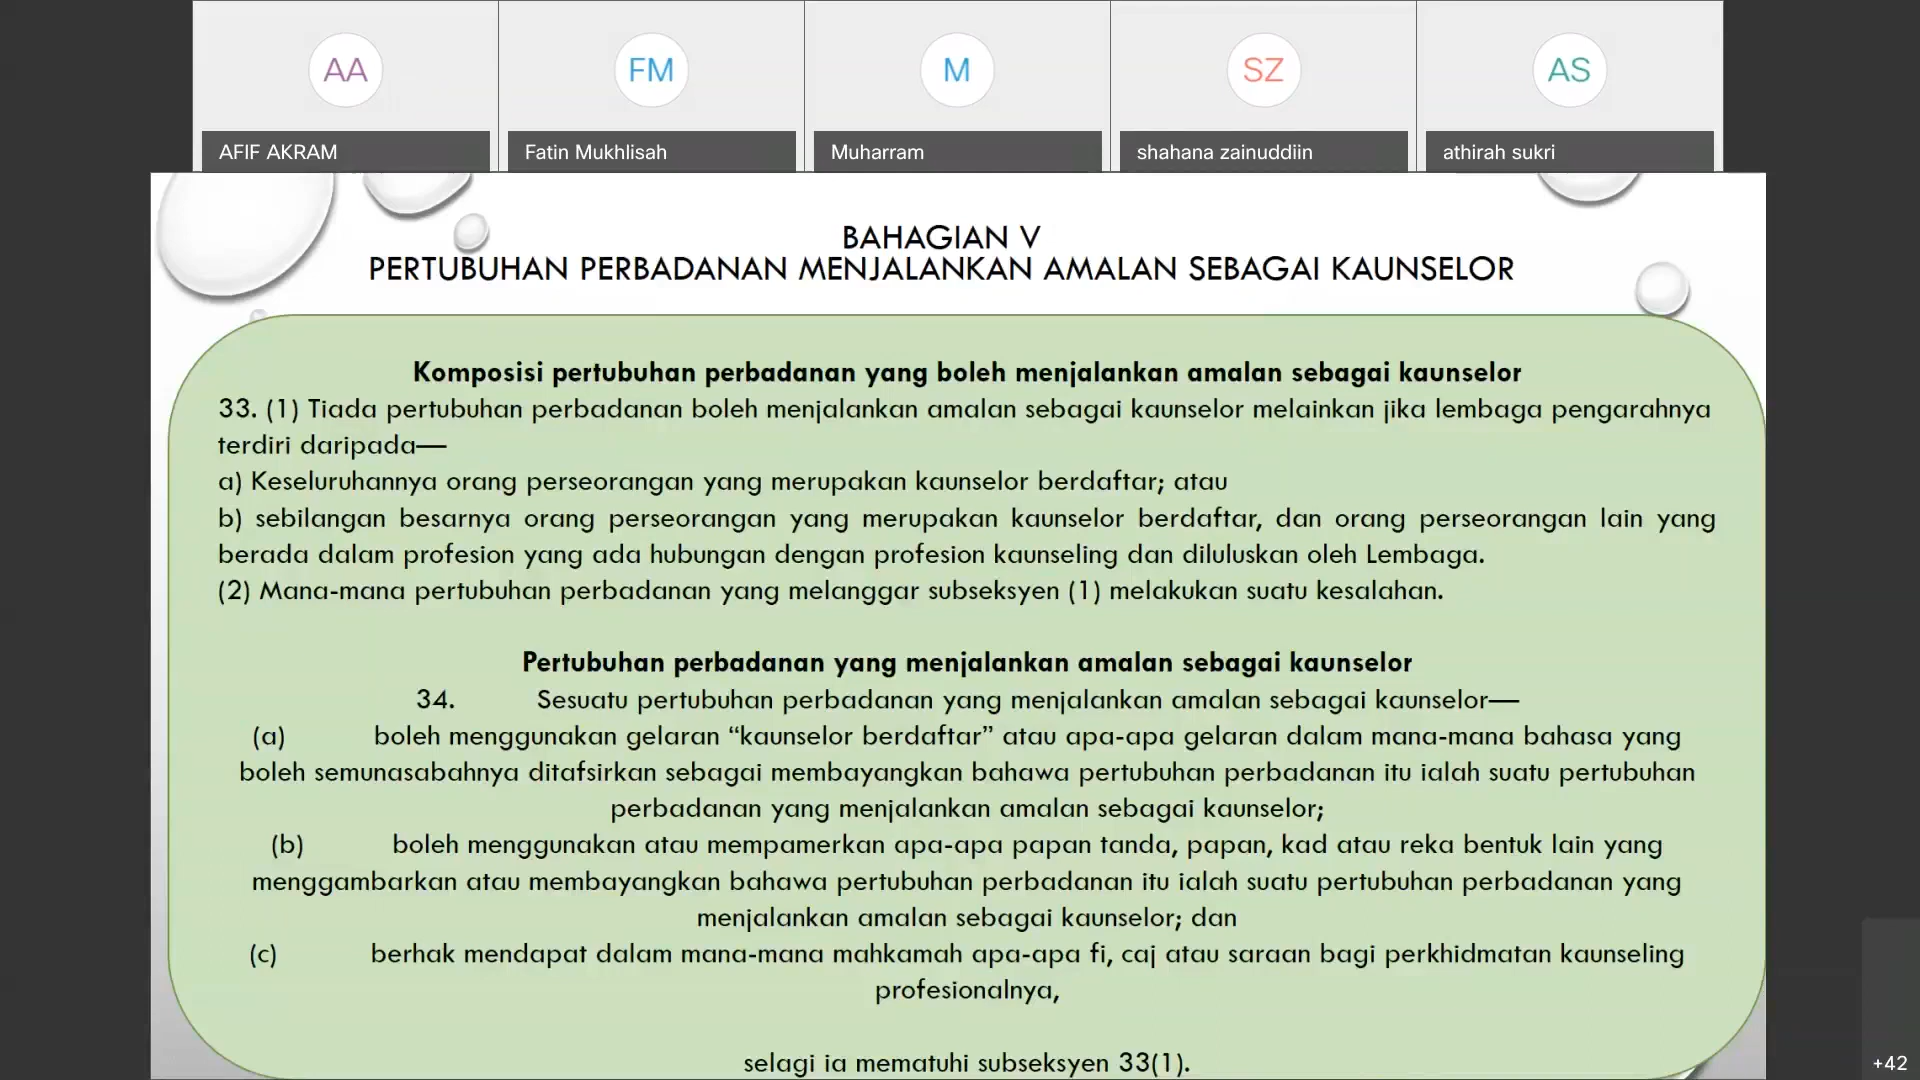 AA
FM
M
SZ
AS
AFIF AKRAM
Fatin Mukhlisah
Muharram
shahana zainuddiin
athirah sukri
BAHAGIAN V
PERTUBUHAN PERBADANAN MENJALANKAN AMALAN SEBAGAI KAUNSELOR
Komposisi pertubuhan perbadanan yang boleh menjalankan amalan sebagai kaunselor
33. (1) Tiada pertubuhan perbadanan boleh menjalankan amalan sebagai kaunselor melainkan jika lembaga pengarahnya
terdiri daripada—
a) Keseluruhannya orang perseorangan yang merupakan kaunselor berdaftar; atau
b) sebilangan besarnya orang perseorangan yang merupakan kaunselor berdaftar, dan orang perseorangan lain yang
berada dalam profesion yang ada hubungan dengan profesion kaunseling dan diluluskan oleh Lembaga.
(2) Mana-mana pertubuhan perbadanan yang melanggar subseksyen (1) melakukan suatu kesalahan.
Pertubuhan perbadanan yang menjalankan amalan sebagai kaunselor
34. Sesuatu pertubuhan perbadanan yang menjalankan amalan sebagai kaunselor—
(a) boleh menggunakan gelaran “kaunselor berdaftar” atau apa-apa gelaran dalam mana-mana bahasa yang
boleh semunasabahnya ditafsirkan sebagai membayangkan bahawa pertubuhan perbadanan itu ialah suatu pertubuhan
perbadanan yang menjalankan amalan sebagai kaunselor;
(b) boleh menggunakan atau mempamerkan apa-apa papan tanda, papan, kad atau reka bentuk lain yang
menggambarkan atau membayangkan bahawa pertubuhan perbadanan itu ialah suatu pertubuhan perbadanan yang
menjalankan amalan sebagai kaunselor; dan
(c) berhak mendapat dalam mana-mana mahkamah apa-apa fi, caj atau saraan bagi perkhidmatan kaunseling
profesionalnya,
selagi ia mematuhi subseksyen 33(1).
+42